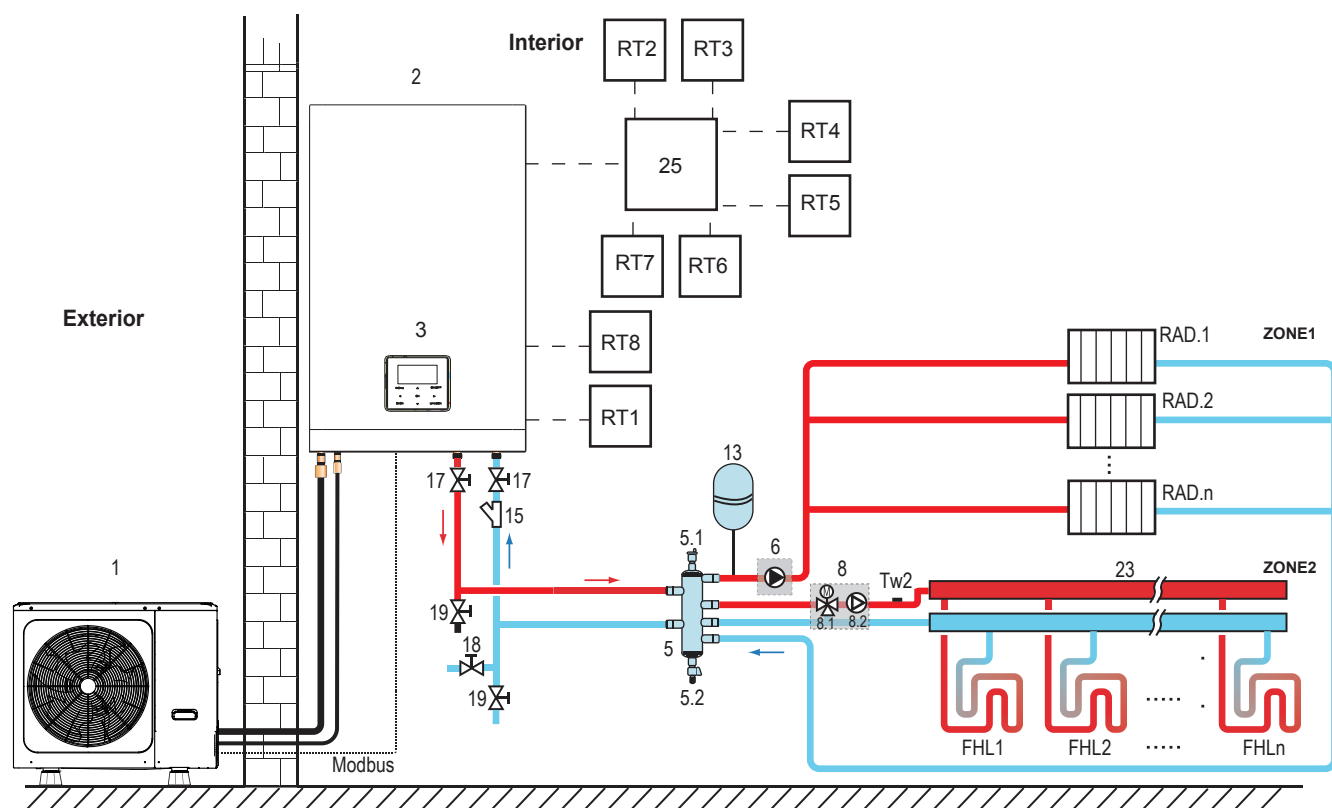 Interior
RT2
RT3
2
RT4
25
RT5
RT7
RT6
Exterior
3
RT8
RT1
RAD.1
ZONE1
RAD.2
RAD.n
13
17
17
15
5.1
6
8
Tw2
23
ZONE2
M
8.1
8.2
1
19
18
5
5.2
19
FHL1
FHL2
FHLn
Modbus